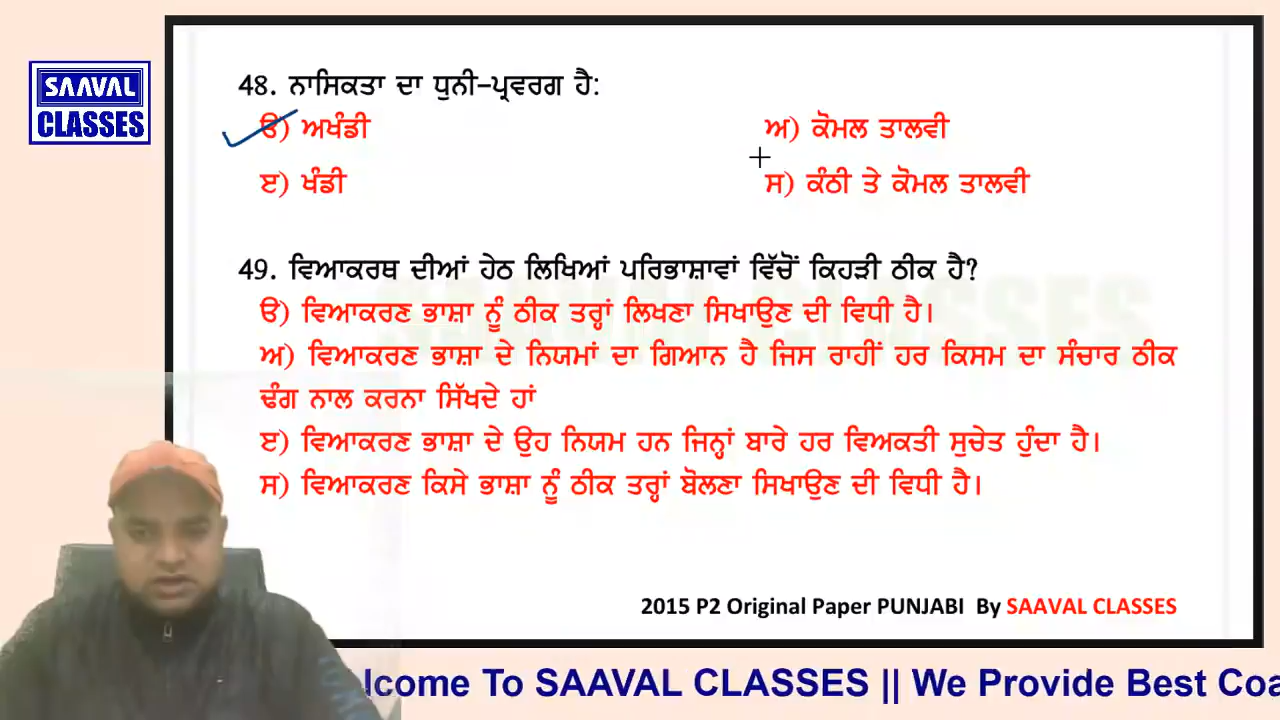 SAAVAL
CLASSES
48. ਨਾਸਿਕਤਾ ਦਾ ਧੁਨੀ-ਪ੍ਰਵਰਗ ਹੈ:
ੳ) ਅਖੰਡੀ
ਅ) ਕੋਮਲ ਤਾਲਵੀ
ੲ) ਖੰਡੀ
ਸ) ਕੰਠੀ ਤੇ ਕੋਮਲ ਤਾਲਵੀ
49. ਵਿਆਕਰਥ ਦੀਆਂ ਹੇਠ ਲਿਖਿਆਂ ਪਰਿਭਾਸ਼ਾਵਾਂ ਵਿੱਚੋਂ ਕਿਹੜੀ ਠੀਕ ਹੈ?
ੳ) ਵਿਆਕਰਣ ਭਾਸ਼ਾ ਨੂੰ ਠੀਕ ਤਰ੍ਹਾਂ ਲਿਖਣਾ ਸਿਖਾਉਣ ਦੀ ਵਿਧੀ ਹੈ।
ਅ) ਵਿਆਕਰਣ ਭਾਸ਼ਾ ਦੇ ਨਿਯਮਾਂ ਦਾ ਗਿਆਨ ਹੈ ਜਿਸ ਰਾਹੀਂ ਹਰ ਕਿਸਮ ਦਾ ਸੰਚਾਰ ਠੀਕ
ਢੰਗ ਨਾਲ ਕਰਨਾ ਸਿੱਖਦੇ ਹਾਂ
ੲ) ਵਿਆਕਰਣ ਭਾਸ਼ਾ ਦੇ ਉਹ ਨਿਯਮ ਹਨ ਜਿਨ੍ਹਾਂ ਬਾਰੇ ਹਰ ਵਿਅਕਤੀ ਸੁਚੇਤ ਹੁੰਦਾ ਹੈ।
ਸ) ਵਿਆਕਰਣ ਕਿਸੇ ਭਾਸ਼ਾ ਨੂੰ ਠੀਕ ਤਰ੍ਹਾਂ ਬੋਲਣਾ ਸਿਖਾਉਣ ਦੀ ਵਿਧੀ ਹੈ।
2015 P2 Original Paper PUNJABI By SAAVAL CLASSES
lcome To SAAVAL CLASSES || We Provide Best Coa